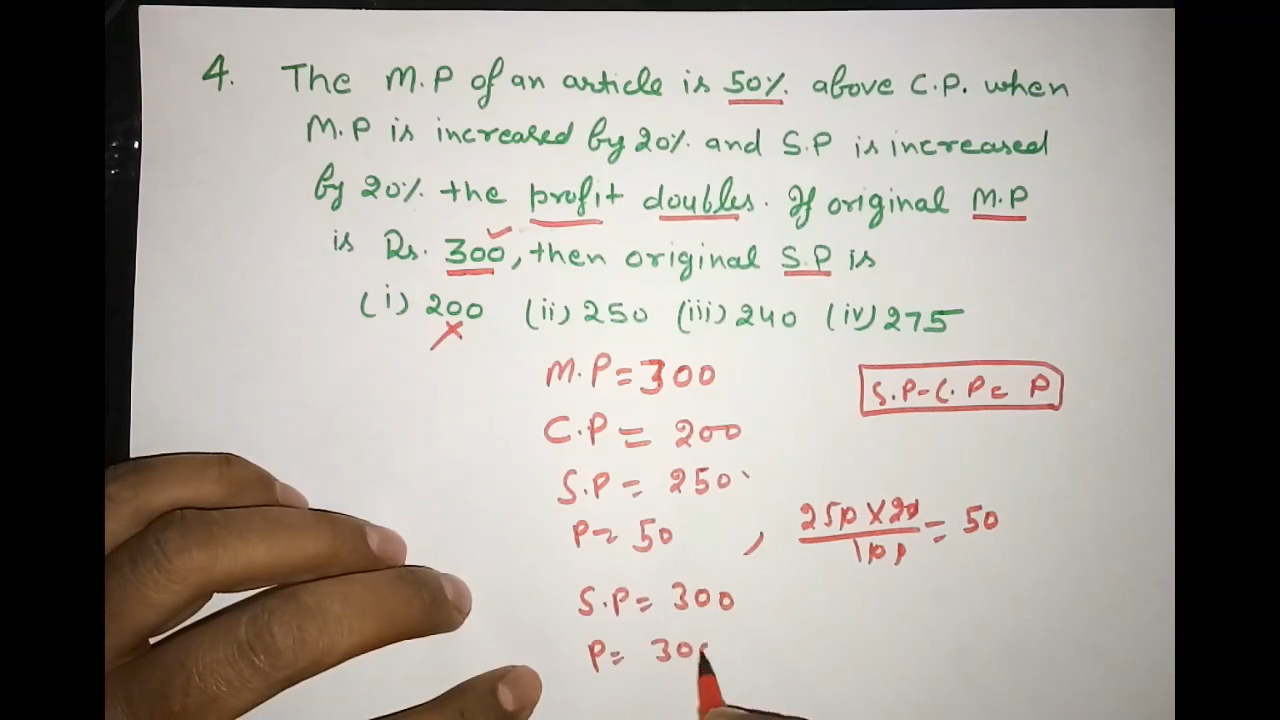 4. The M.P of an article is 50% above C.P. when
M.P is increased by 20% and S.P is increased
by 20% the profit doubles. If original M.P
is Rs. 300, then original S.P is
(i) 200 (ii) 250 (iii) 240 (iv) 275
M.P = 300
S.P - C.P = P
C.P = 200
S.P = 250
P = 50 , 250 X 20 / 100 = 50
S.P = 300
P = 300